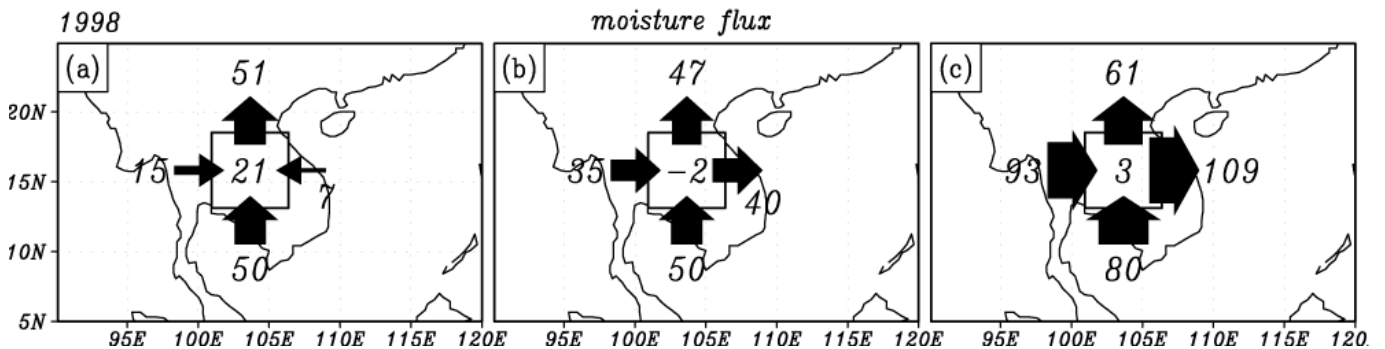 1998 moisture flux
(a) 51 (b) 47 (c) 61
20N
15 21 7 35 -2 40 93 3 109
15N
50 50 80
10N
5N
95E 100E 105E 110E 115E 120E 95E 100E 105E 110E 115E 120E 95E 100E 105E 110E 115E 120E